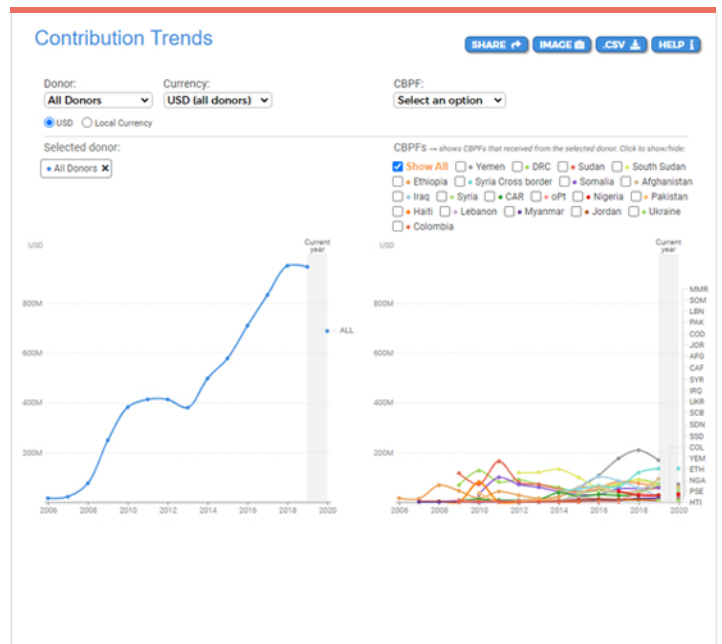 Contribution Trends
SHARE
IMAGE
.CSV
HELP
Donor:
Currency:
CBPF:
All Donors
USD (all donors)
Select an option
USD
Local Currency
Selected donor:
All Donors
CBPFs → shows CBPFs that received from the selected donor. Click to show/hide:
Show All Yemen DRC Sudan South Sudan
Ethiopia Syria Cross border Somalia Afghanistan
Iraq Syria CAR oPt Nigeria Pakistan
Haiti Lebanon Myanmar Jordan Ukraine
Colombia
USD
Current
year
800M
600M
400M
200M
ALL
2006 2008 2010 2012 2014 2016 2018 2020
USD
Current
year
800M
600M
400M
200M
MMR
SOM
LBN
PAK
COD
JOR
AFG
CAF
SYR
IRQ
UKR
SCB
SDN
SSD
COL
YEM
ETH
NGA
PSE
HTI
2006 2008 2010 2012 2014 2016 2018 2020